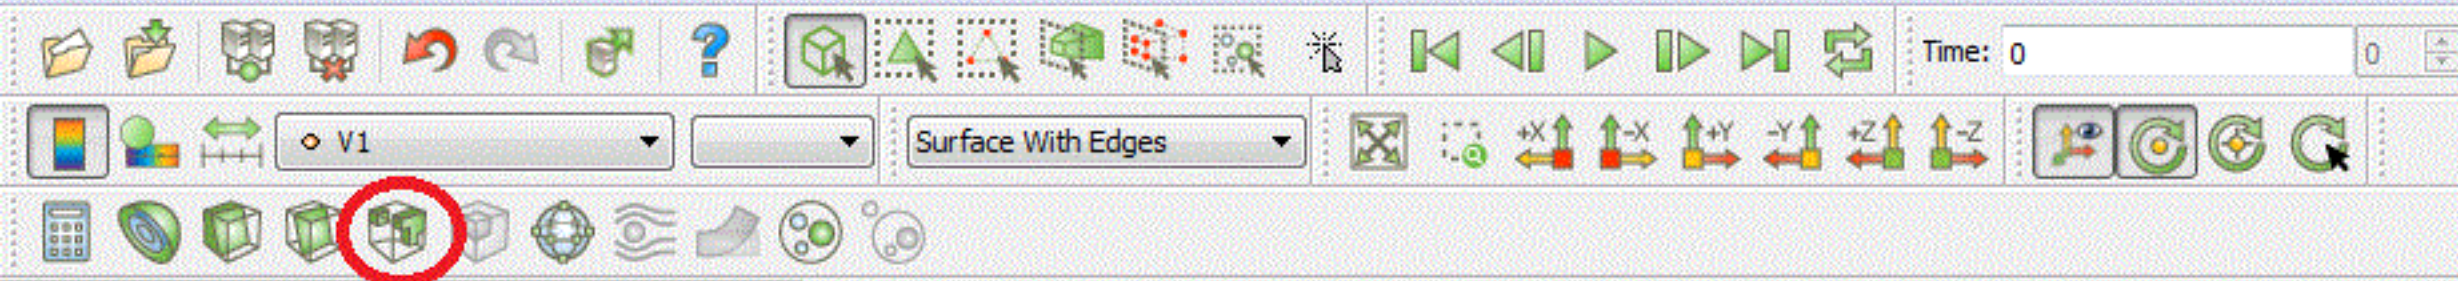 Time: 0 0
V1 Surface With Edges +X -X +Y -Y +Z -Z